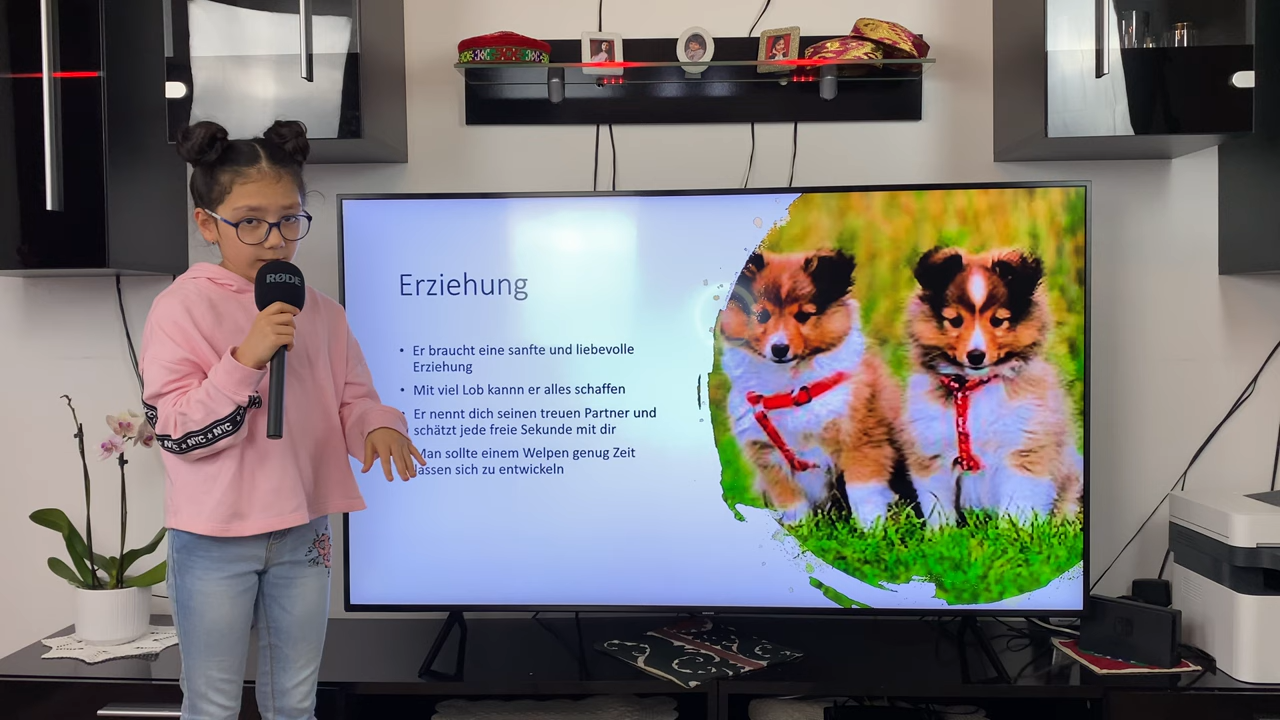 RØDE
Erziehung
• Er braucht eine sanfte und liebevolle
Erziehung
• Mit viel Lob kannn er alles schaffen
Er nennt dich seinen treuen Partner und
schätzt jede freie Sekunde mit dir
Man sollte einem Welpen genug Zeit
lassen sich zu entwickeln
NYC ★ NYC ★ NYC